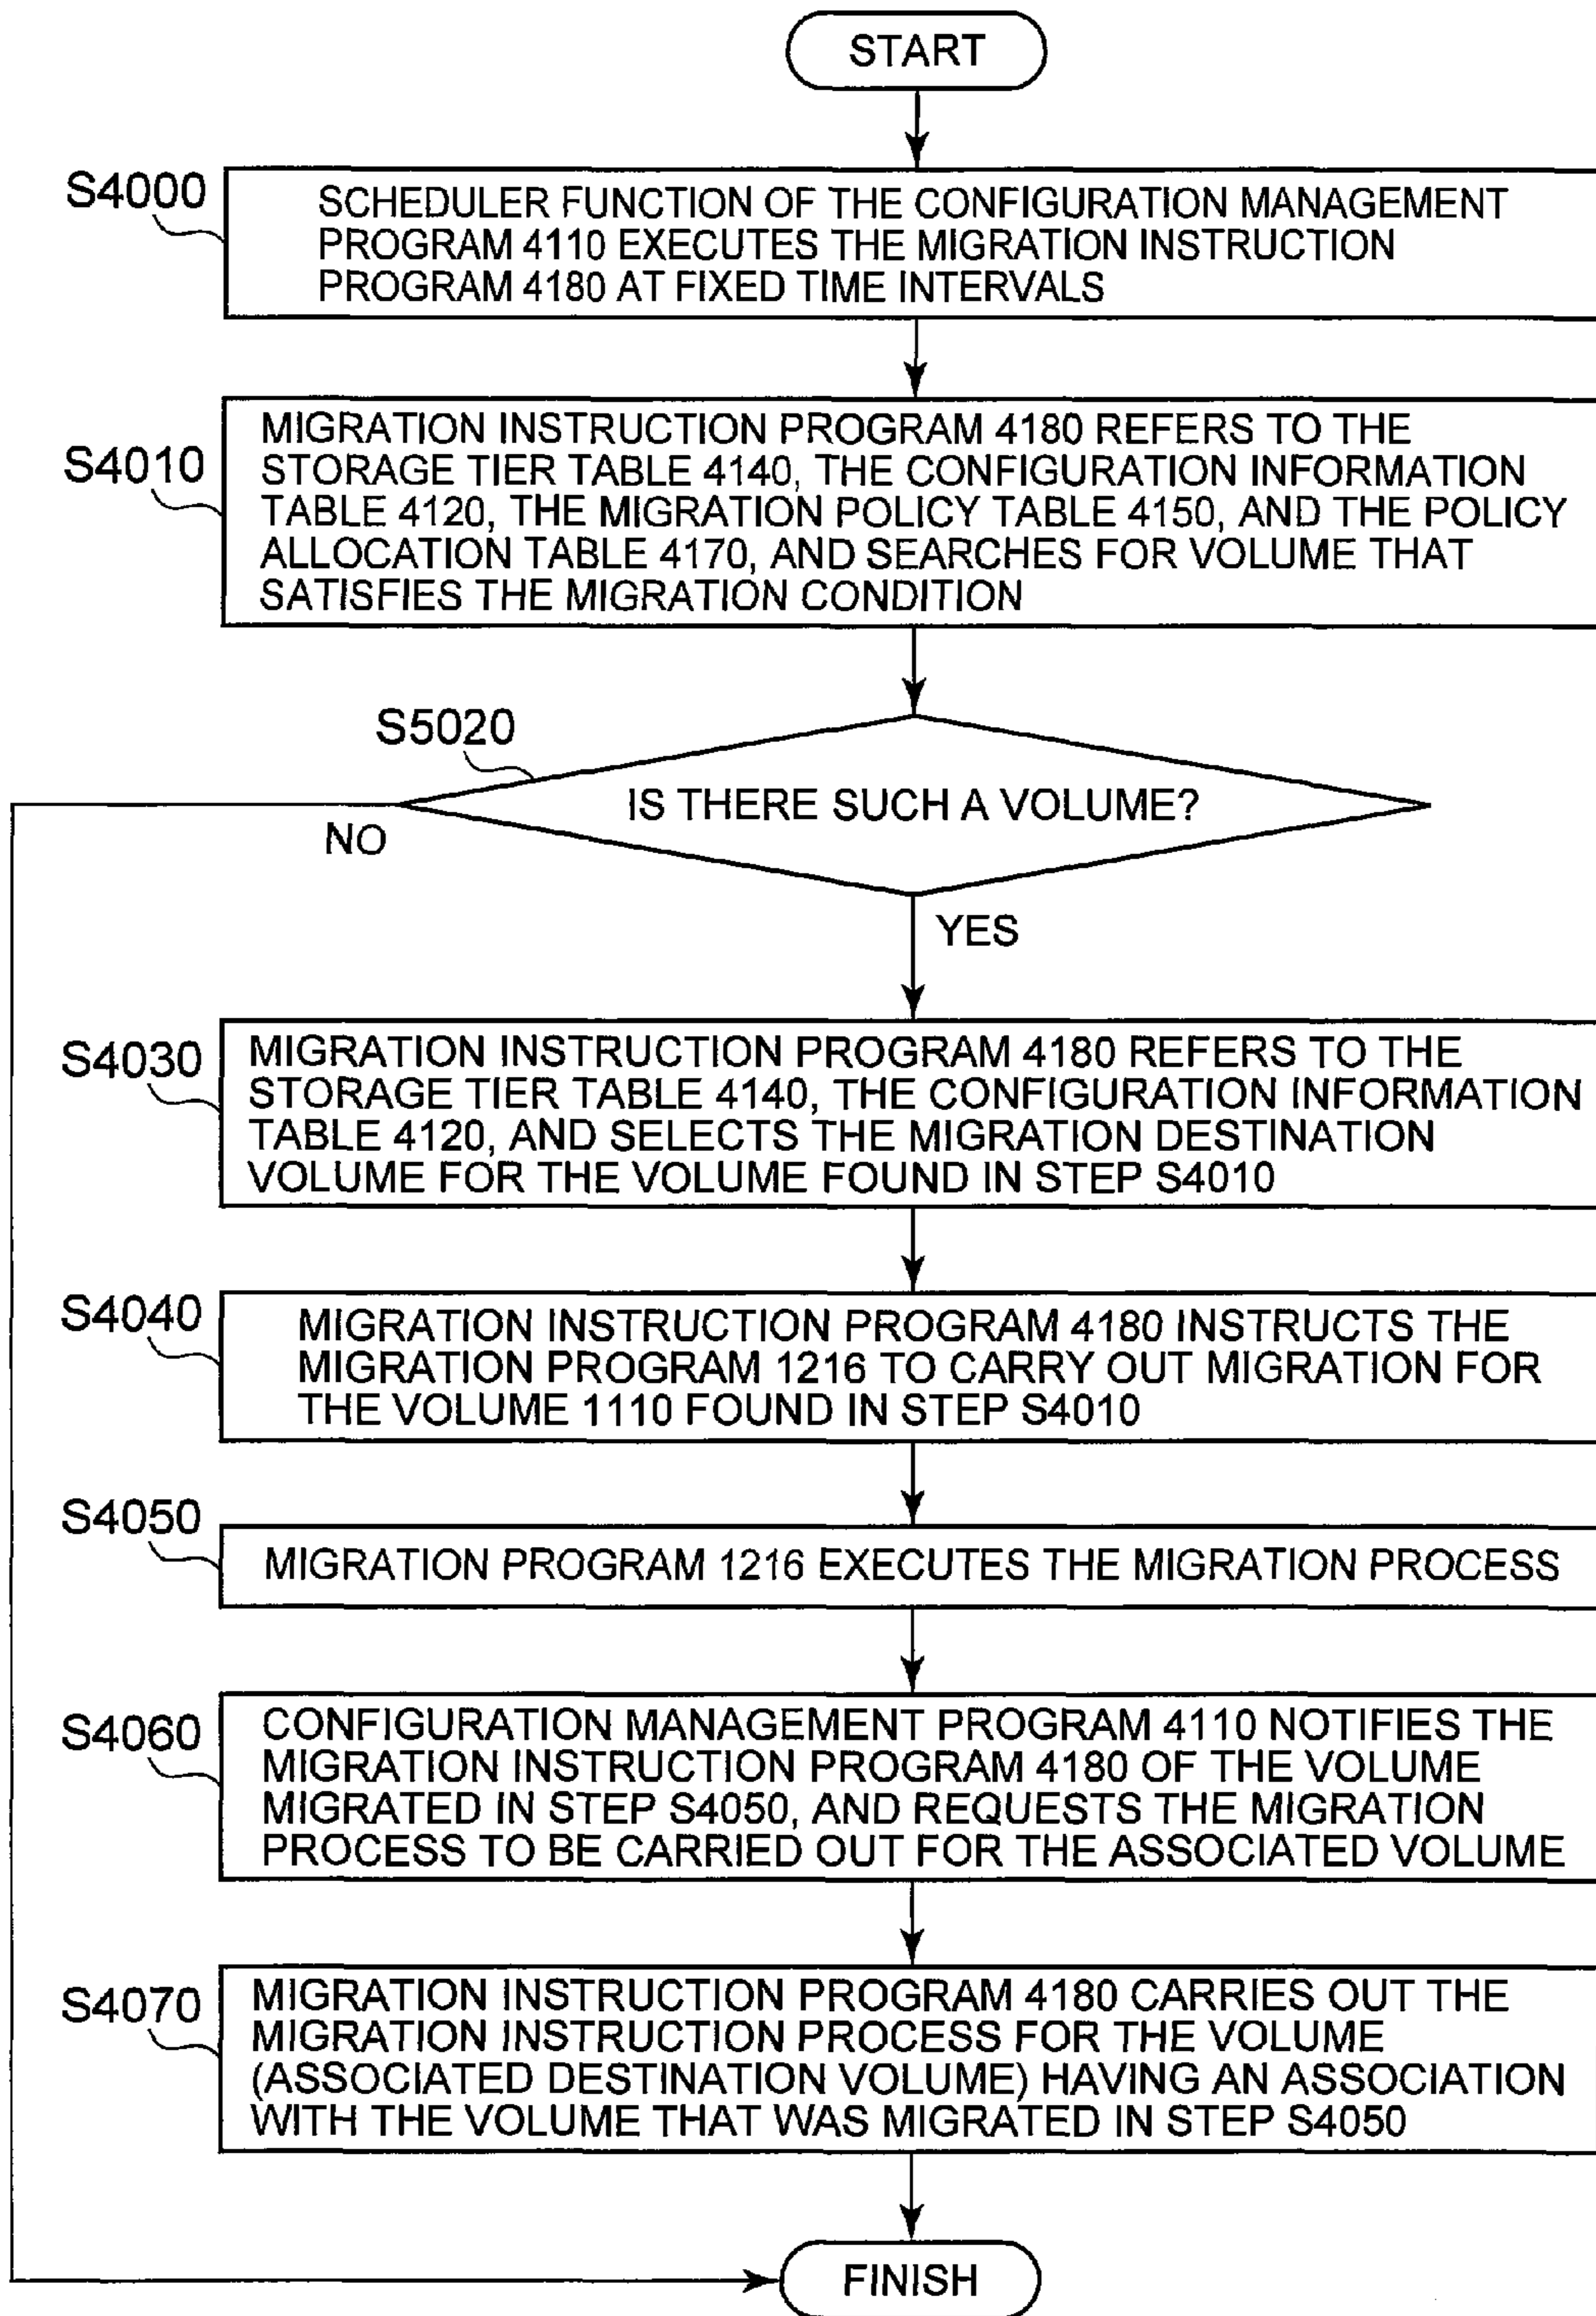 START
S4000
SCHEDULER FUNCTION OF THE CONFIGURATION MANAGEMENT
PROGRAM 4110 EXECUTES THE MIGRATION INSTRUCTION
PROGRAM 4180 AT FIXED TIME INTERVALS
S4010
MIGRATION INSTRUCTION PROGRAM 4180 REFERS TO THE
STORAGE TIER TABLE 4140, THE CONFIGURATION INFORMATION
TABLE 4120, THE MIGRATION POLICY TABLE 4150, AND THE POLICY
ALLOCATION TABLE 4170, AND SEARCHES FOR VOLUME THAT
SATISFIES THE MIGRATION CONDITION
S5020
IS THERE SUCH A VOLUME?
NO
YES
S4030
MIGRATION INSTRUCTION PROGRAM 4180 REFERS TO THE
STORAGE TIER TABLE 4140, THE CONFIGURATION INFORMATION
TABLE 4120, AND SELECTS THE MIGRATION DESTINATION
VOLUME FOR THE VOLUME FOUND IN STEP S4010
S4040
MIGRATION INSTRUCTION PROGRAM 4180 INSTRUCTS THE
MIGRATION PROGRAM 1216 TO CARRY OUT MIGRATION FOR
THE VOLUME 1110 FOUND IN STEP S4010
S4050
MIGRATION PROGRAM 1216 EXECUTES THE MIGRATION PROCESS
S4060
CONFIGURATION MANAGEMENT PROGRAM 4110 NOTIFIES THE
MIGRATION INSTRUCTION PROGRAM 4180 OF THE VOLUME
MIGRATED IN STEP S4050, AND REQUESTS THE MIGRATION
PROCESS TO BE CARRIED OUT FOR THE ASSOCIATED VOLUME
S4070
MIGRATION INSTRUCTION PROGRAM 4180 CARRIES OUT THE
MIGRATION INSTRUCTION PROCESS FOR THE VOLUME
(ASSOCIATED DESTINATION VOLUME) HAVING AN ASSOCIATION
WITH THE VOLUME THAT WAS MIGRATED IN STEP S4050
FINISH